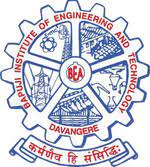 BAPUJI INSTITUTE OF ENGINEERING AND TECHNOLOGY
BEA
DAVANGERE
कर्मणैव हि संसिद्धिः